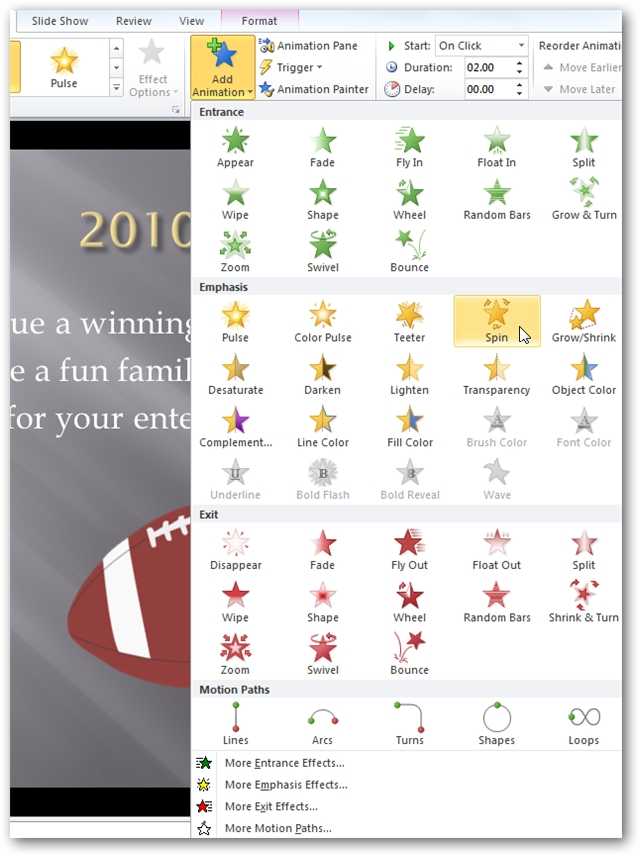 Slide Show Review View Format
Pulse
Effect
Options
Add
Animation
Animation Pane
Trigger
Animation Painter
Start: On Click
Duration: 02.00
Delay: 00.00
Reorder Animati
Move Earlier
Move Later
2010
ue a winning
e a fun famil
for your ente
Entrance
Appear Fade Fly In Float In Split
Wipe Shape Wheel Random Bars Grow & Turn
Zoom Swivel Bounce
Emphasis
Pulse Color Pulse Teeter Spin Grow/Shrink
Desaturate Darken Lighten Transparency Object Color
Complement... Line Color Fill Color Brush Color Font Color
Underline Bold Flash Bold Reveal Wave
Exit
Disappear Fade Fly Out Float Out Split
Wipe Shape Wheel Random Bars Shrink & Turn
Zoom Swivel Bounce
Motion Paths
Lines Arcs Turns Shapes Loops
More Entrance Effects...
More Emphasis Effects...
More Exit Effects...
More Motion Paths...